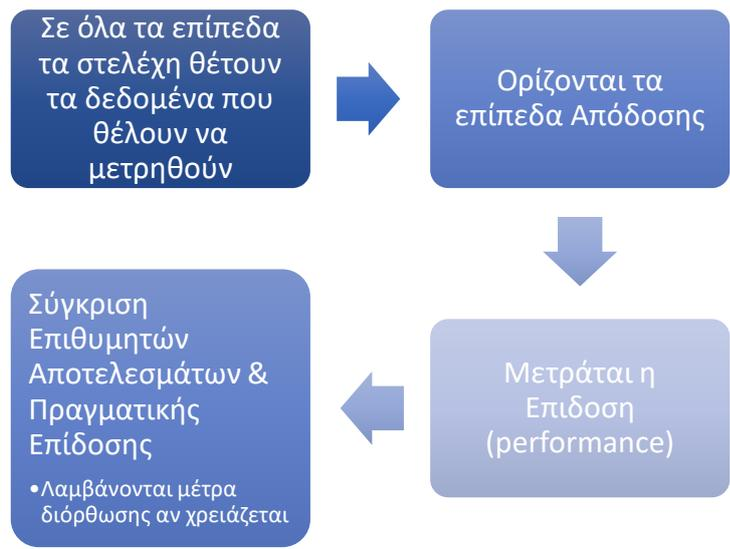 Σε όλα τα επίπεδα
τα στελέχη θέτουν
τα δεδομένα που
θέλουν να
μετρηθούν
Ορίζονται τα
επίπεδα Απόδοσης
Μετράται η
Επιδοση
(performance)
Σύγκριση
Επιθυμητών
Αποτελεσμάτων &
Πραγματικής
Επίδοσης
•Λαμβάνονται μέτρα
διόρθωσης αν χρειάζεται